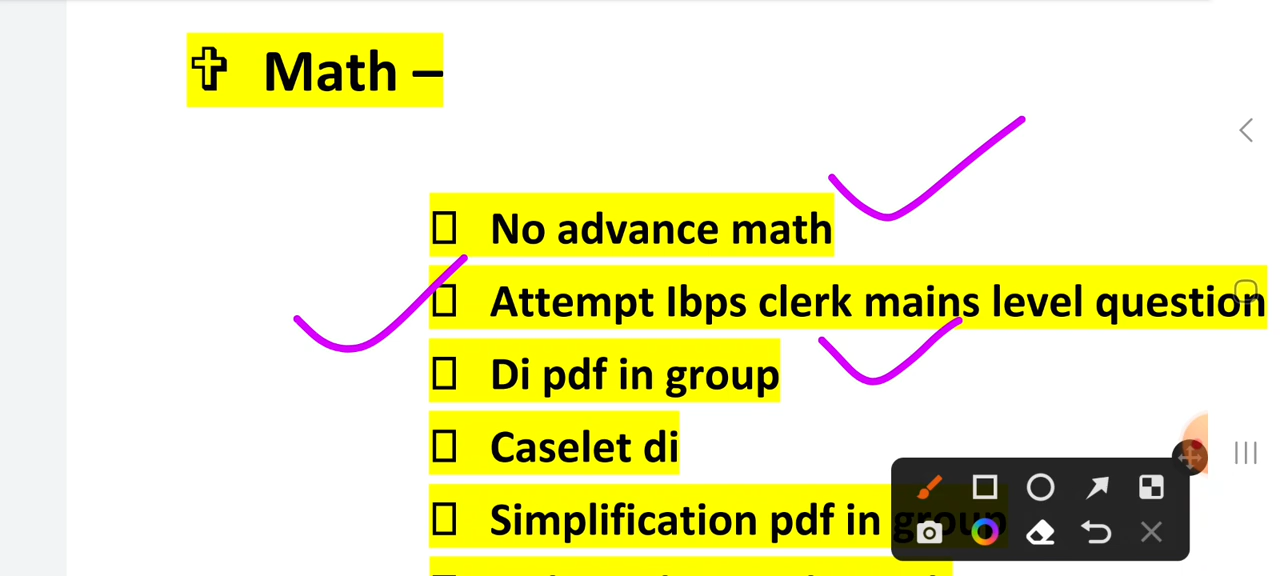 ✞ Math –
No advance math
Attempt Ibps clerk mains level question
Di pdf in group
Caselet di
Simplification pdf in group